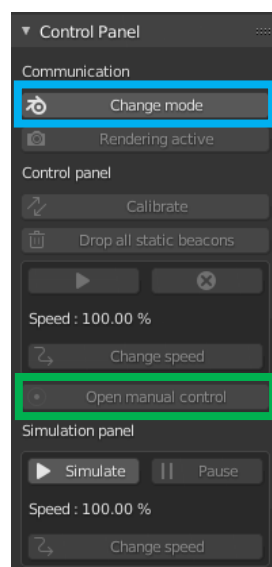 Control Panel
Communication
Change mode
Rendering active
Control panel
Calibrate
Drop all static beacons
Speed : 100.00 %
Change speed
Open manual control
Simulation panel
Simulate Pause
Speed : 100.00 %
Change speed